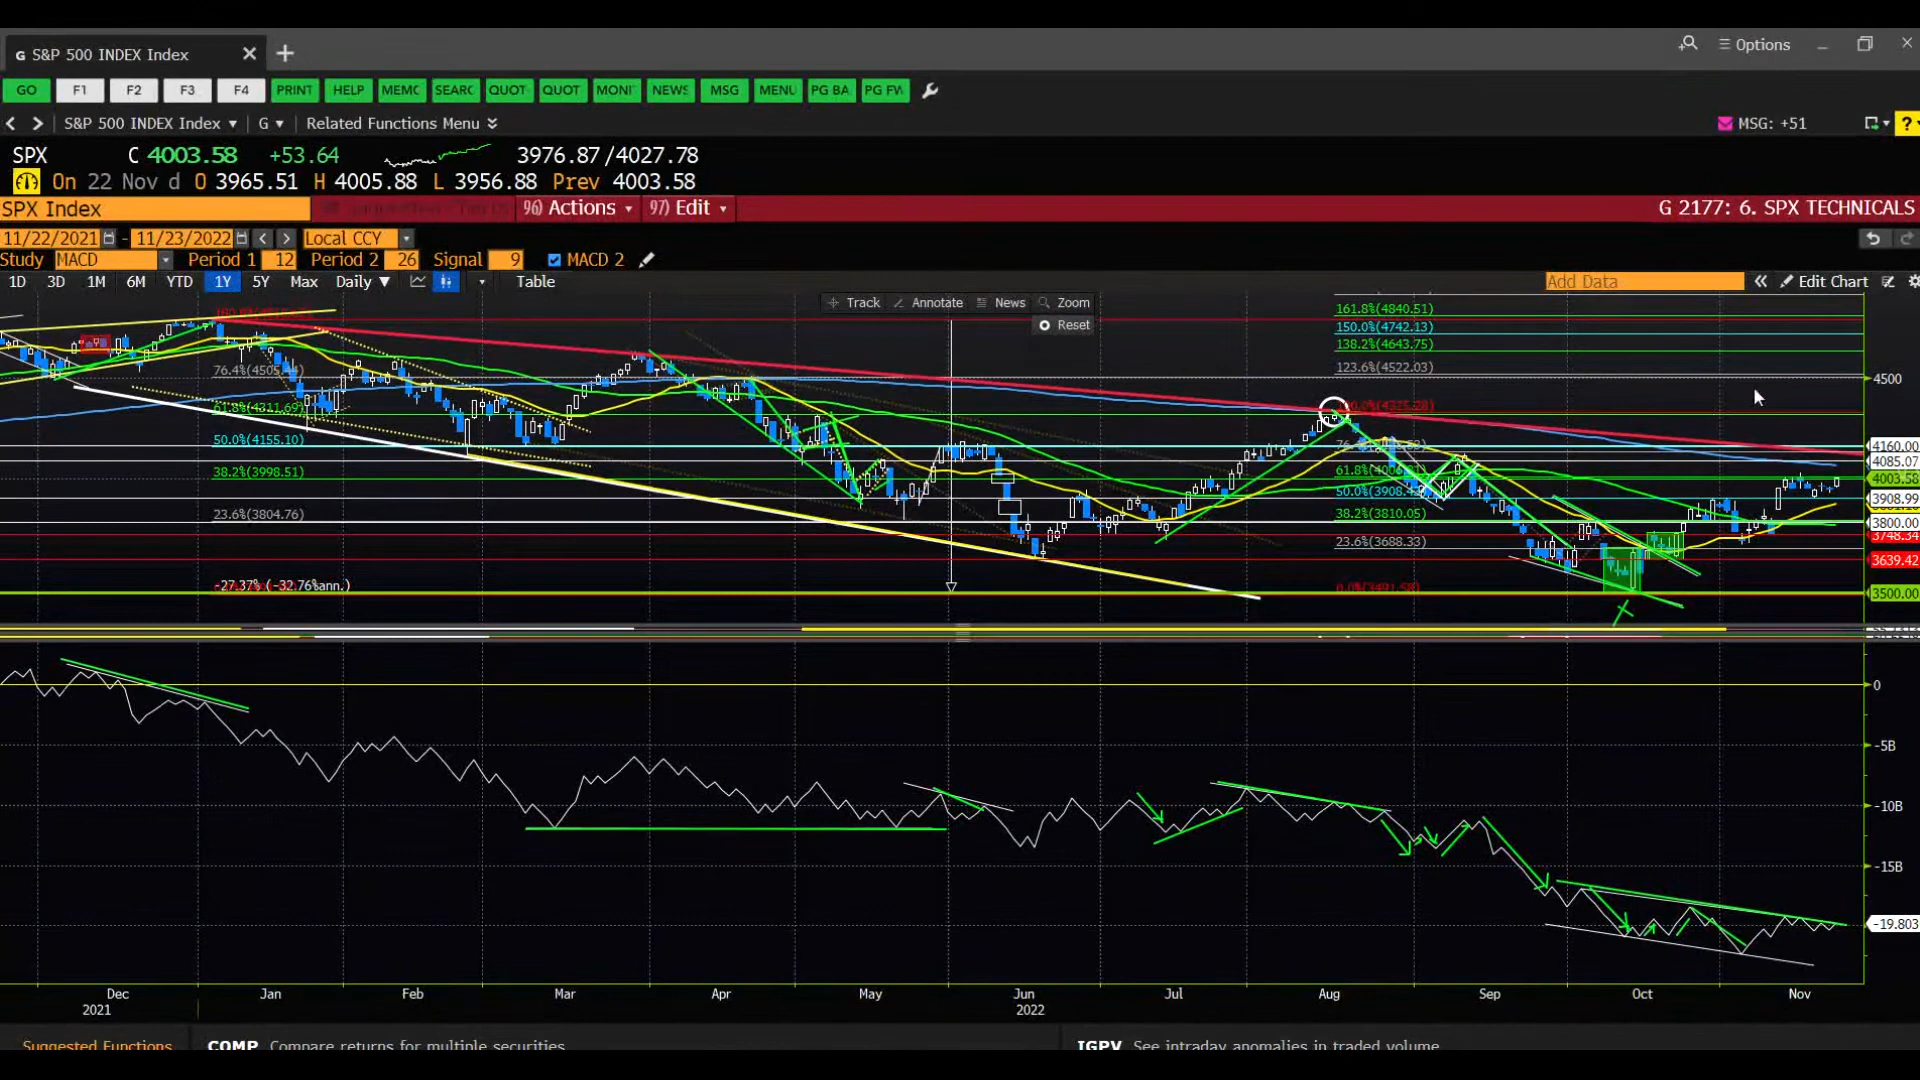 G S&P 500 INDEX Index
Options
GO F1 F2 F3 F4 PRINT HELP MEMC SEARC QUOT QUOT MONI NEWS MSG MENU PG BA PG FW
S&P 500 INDEX Index G Related Functions Menu MSG: +51 ?
SPX C 4003.58 +53.64 3976.87/4027.78
On 22 Nov d O 3965.51 H 4005.88 L 3956.88 Prev 4003.58
SPX Index 96) Actions 97) Edit G 2177: 6. SPX TECHNICALS
11/22/2021 - 11/23/2022 Local CCY
Study MACD Period 1 12 Period 2 26 Signal 9 MACD 2
1D 3D 1M 6M YTD 1Y 5Y Max Daily Table Add Data Edit Chart
Track Annotate News Zoom
Reset
161.8%(4840.51)
150.0%(4742.13)
138.2%(4643.75)
123.6%(4522.03)
76.4%(4505.44)
4500
61.8%(4311.69)
50.0%(4155.10)
4160.00
4085.07
38.2%(3998.51)
4003.58
50.0%(3908.43)
3908.99
38.2%(3810.05)
23.6%(3804.76)
3800.00
3748.34
23.6%(3688.33)
3639.42
-27.37% ( -32.76%ann.)
0.0%(3491.58)
3500.00
0
-5B
-10B
-15B
-19.803
Dec Jan Feb Mar Apr May Jun Jul Aug Sep Oct Nov
2021 2022
Suggested Functions COMP Compare returns for multiple securities IGPV See intraday anomalies in traded volume